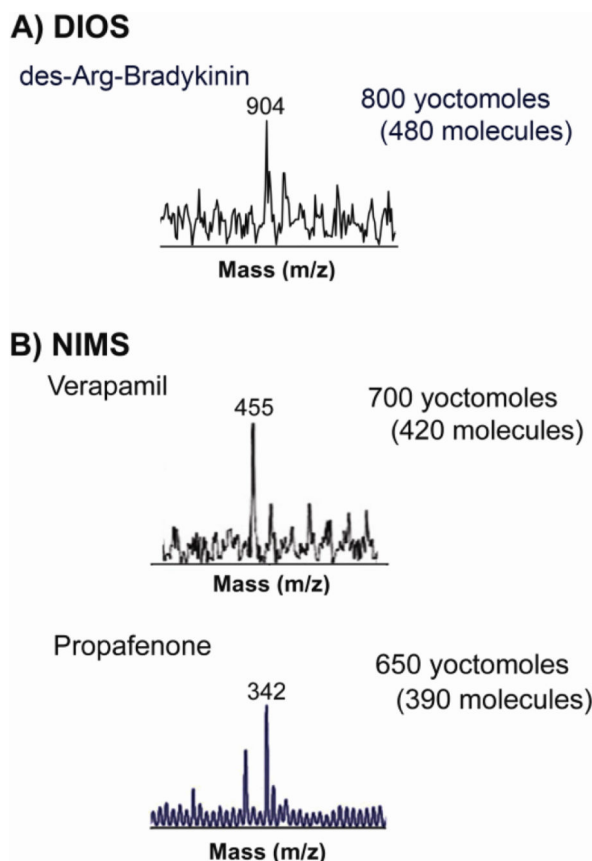 A) DIOS
des-Arg-Bradykinin
800 yoctomoles
(480 molecules)
904
Mass (m/z)
B) NIMS
Verapamil
700 yoctomoles
(420 molecules)
455
Mass (m/z)
Propafenone
650 yoctomoles
(390 molecules)
342
Mass (m/z)